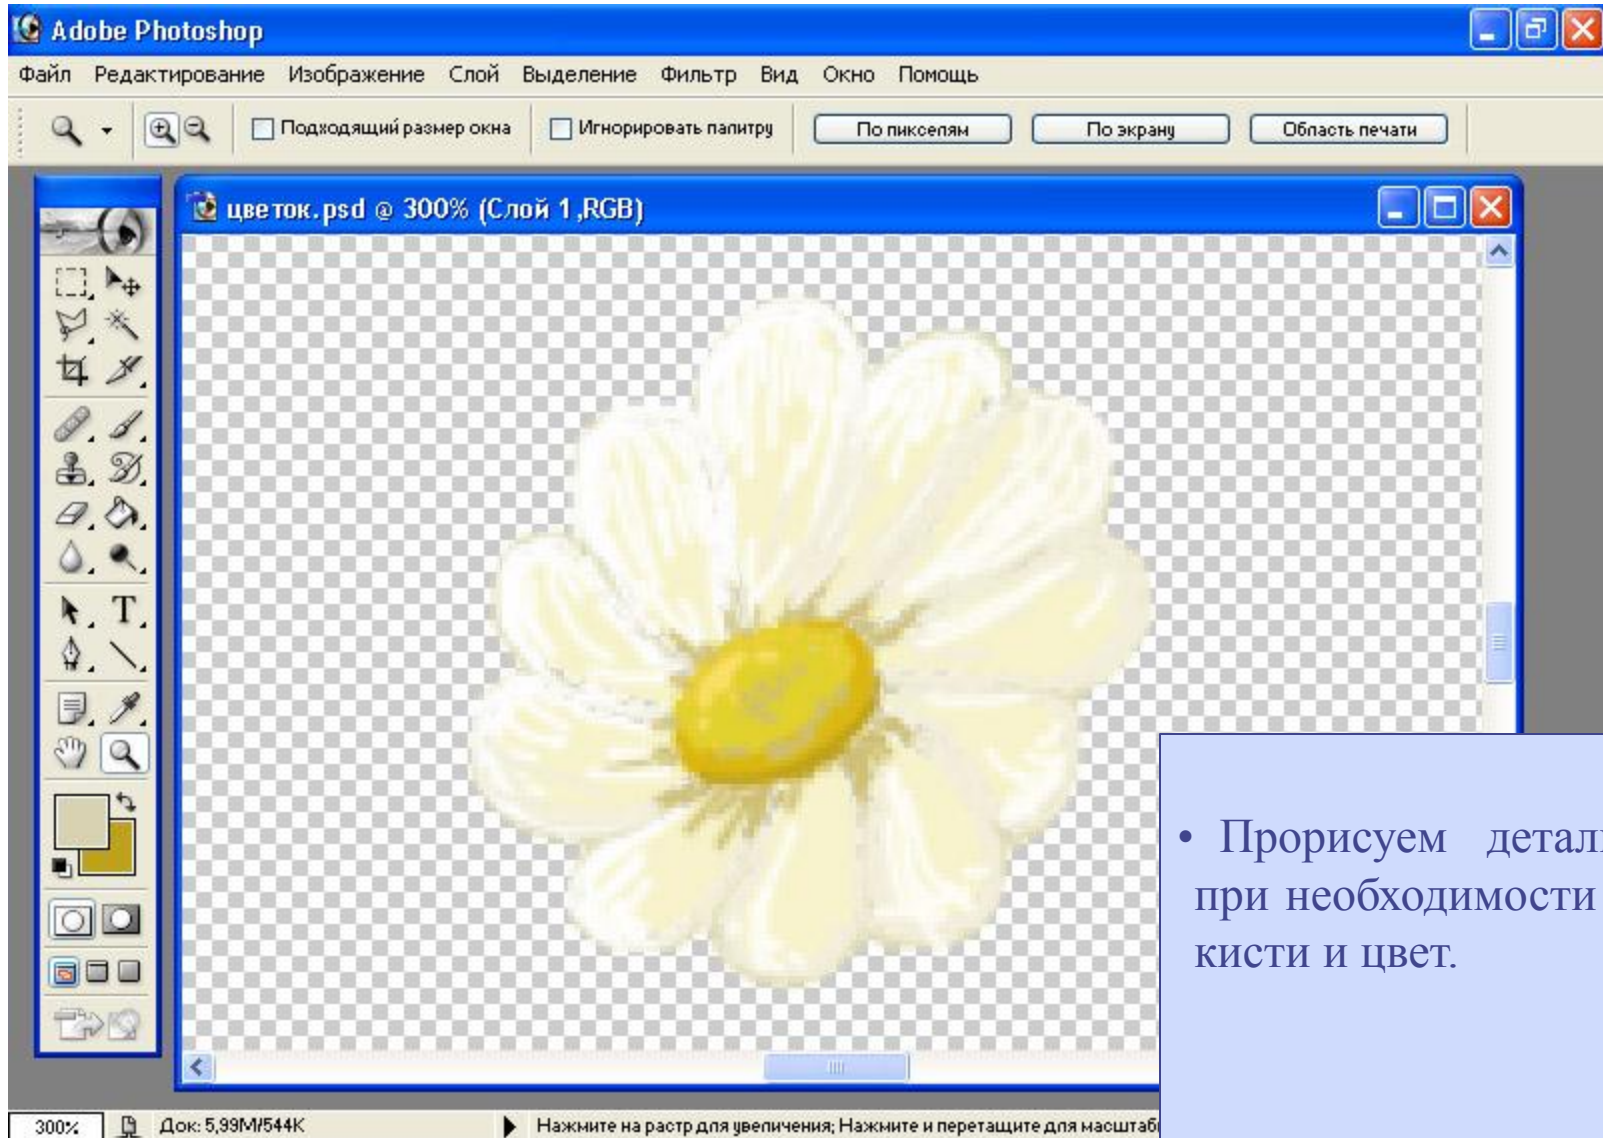 Adobe Photoshop
Файл Редактирование Изображение Слой Выделение Фильтр Вид Окно Помощь
Подходящий размер окна Игнорировать палитру По пикселям По экрану Область печати
цветок.psd @ 300% (Слой 1,RGB)
T
• Прорисуем детал
при необходимости
кисти и цвет.
300% Док: 5,99M/544K Нажмите на растр для увеличения; Нажмите и перетащите для масштаб